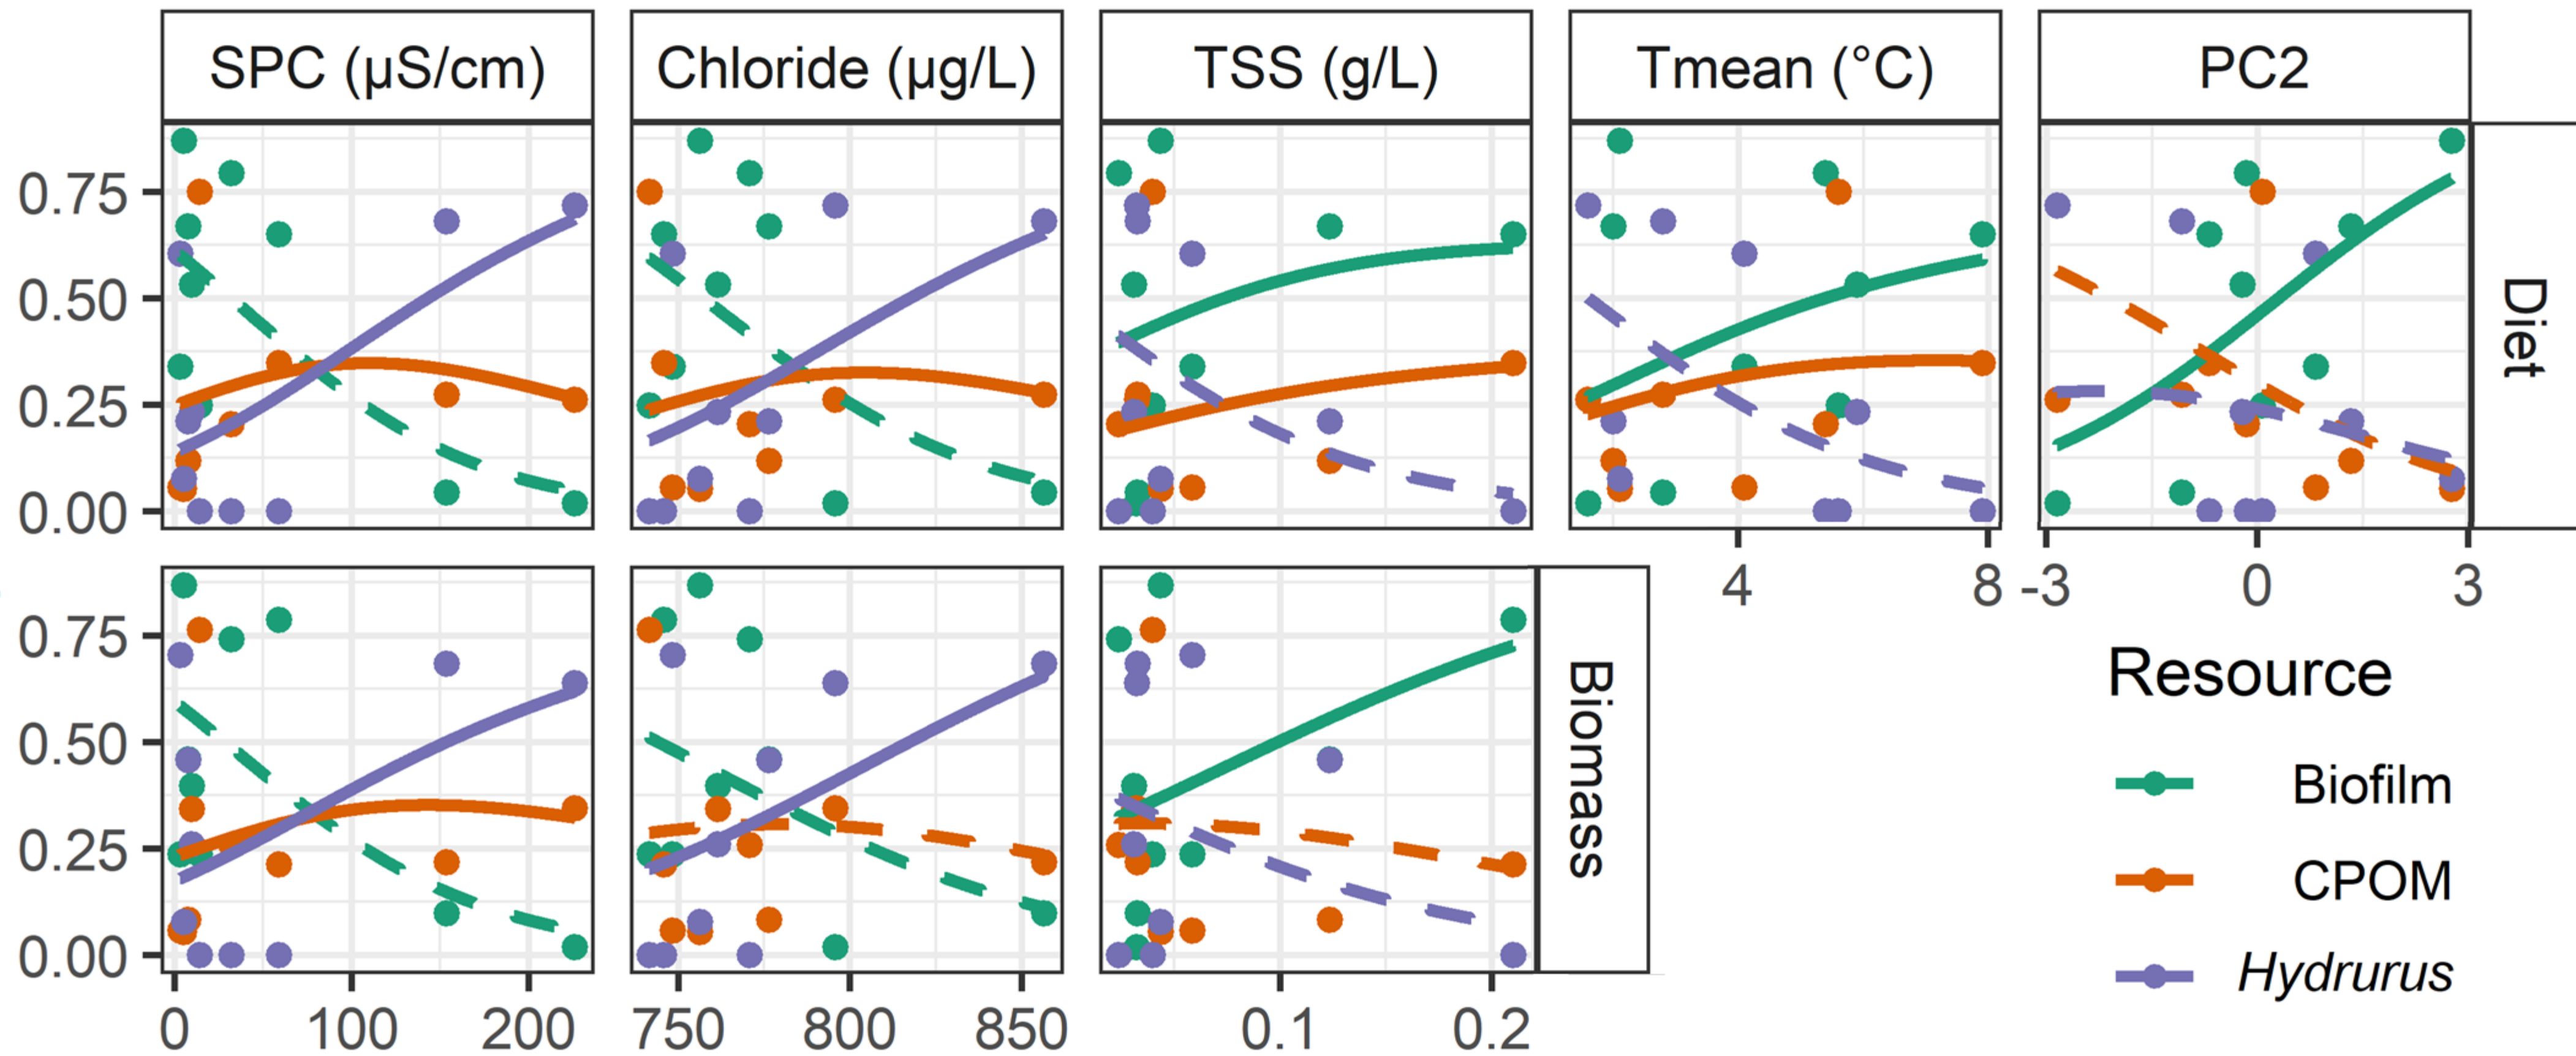 SPC (µS/cm)
Chloride (µg/L)
TSS (g/L)
Tmean (°C)
PC2
0.75
0.50
0.25
0.00
Diet
4
8
-3
0
3
0.75
0.50
0.25
0.00
Biomass
0
100
200
750
800
850
0.1
0.2
Resource
Biofilm
CPOM
Hydrurus